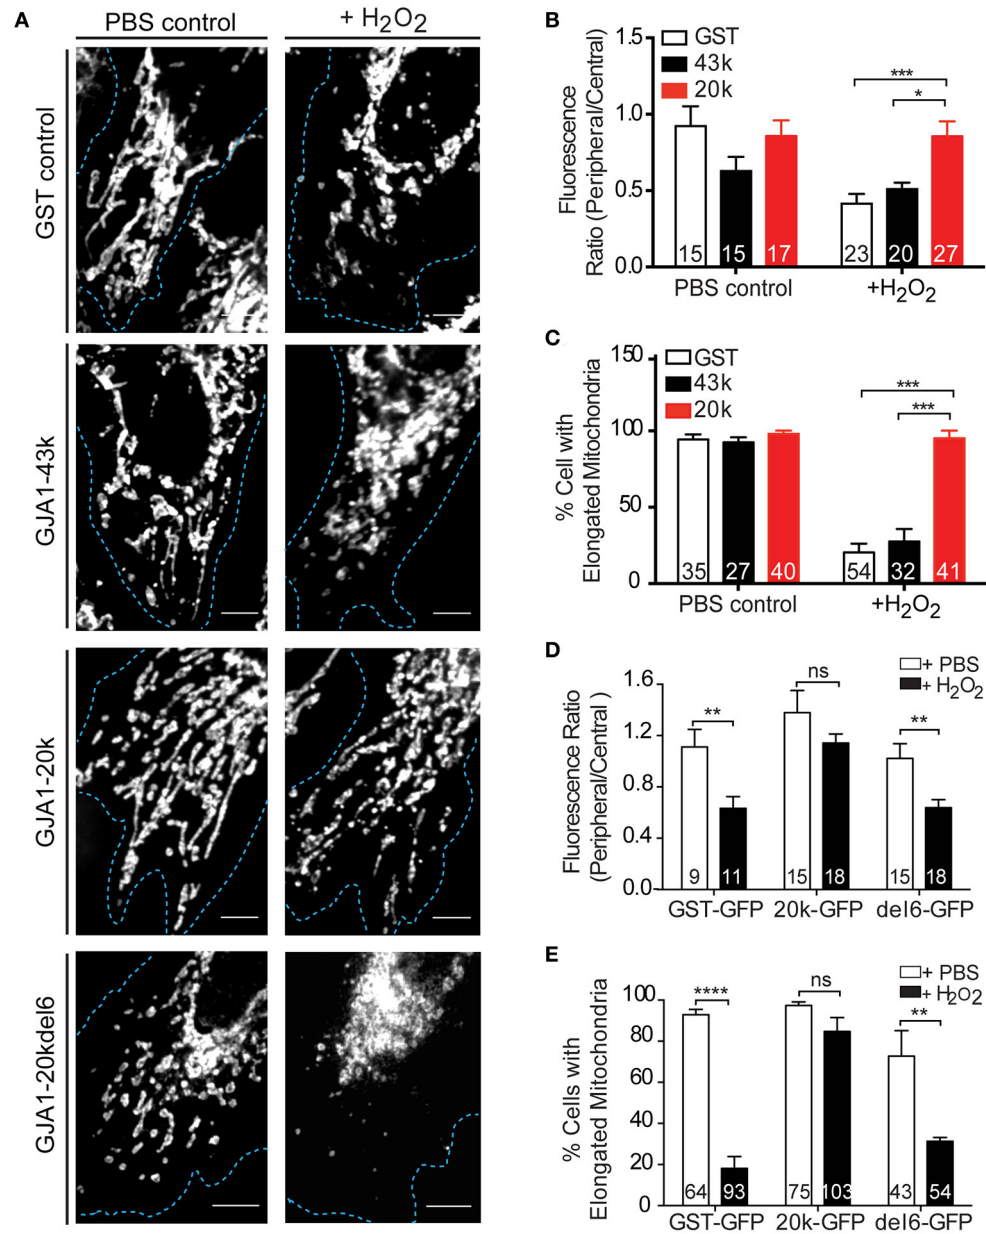 A
PBS control
+ H2O2
GST control
GJA1-43k
GJA1-20k
GJA1-20kdel6
B
Fluorescence
Ratio (Peripheral/Central)
1.5
1.0
0.5
0.0
GST
43k
20k
***
*
15
15
17
23
20
27
PBS control
+H2O2
C
% Cell with
Elongated Mitochondria
150
100
50
0
GST
43k
20k
***
***
35
27
40
54
32
41
PBS control
+H2O2
D
Fluorescence Ratio
(Peripheral/Central )
1.6
1.2
0.8
0.4
0.0
+ PBS
+ H2O2
**
ns
**
9
11
15
18
15
18
GST-GFP
20k-GFP
del6-GFP
E
% Cells with
Elongated Mitochondria
100
80
60
40
20
0
+ PBS
+ H2O2
****
ns
**
64
93
75
103
43
54
GST-GFP
20k-GFP
del6-GFP